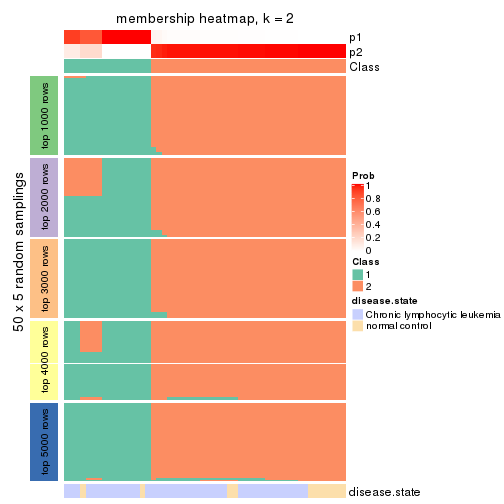 membership heatmap, k = 2
p1
p2
Class
50 x 5 random samplings
top 1000 rows
top 2000 rows
top 3000 rows
top 4000 rows
top 5000 rows
Prob
1
0.8
0.6
0.4
0.2
0
Class
1
2
disease.state
Chronic lymphocytic leukemia
normal control
disease.state